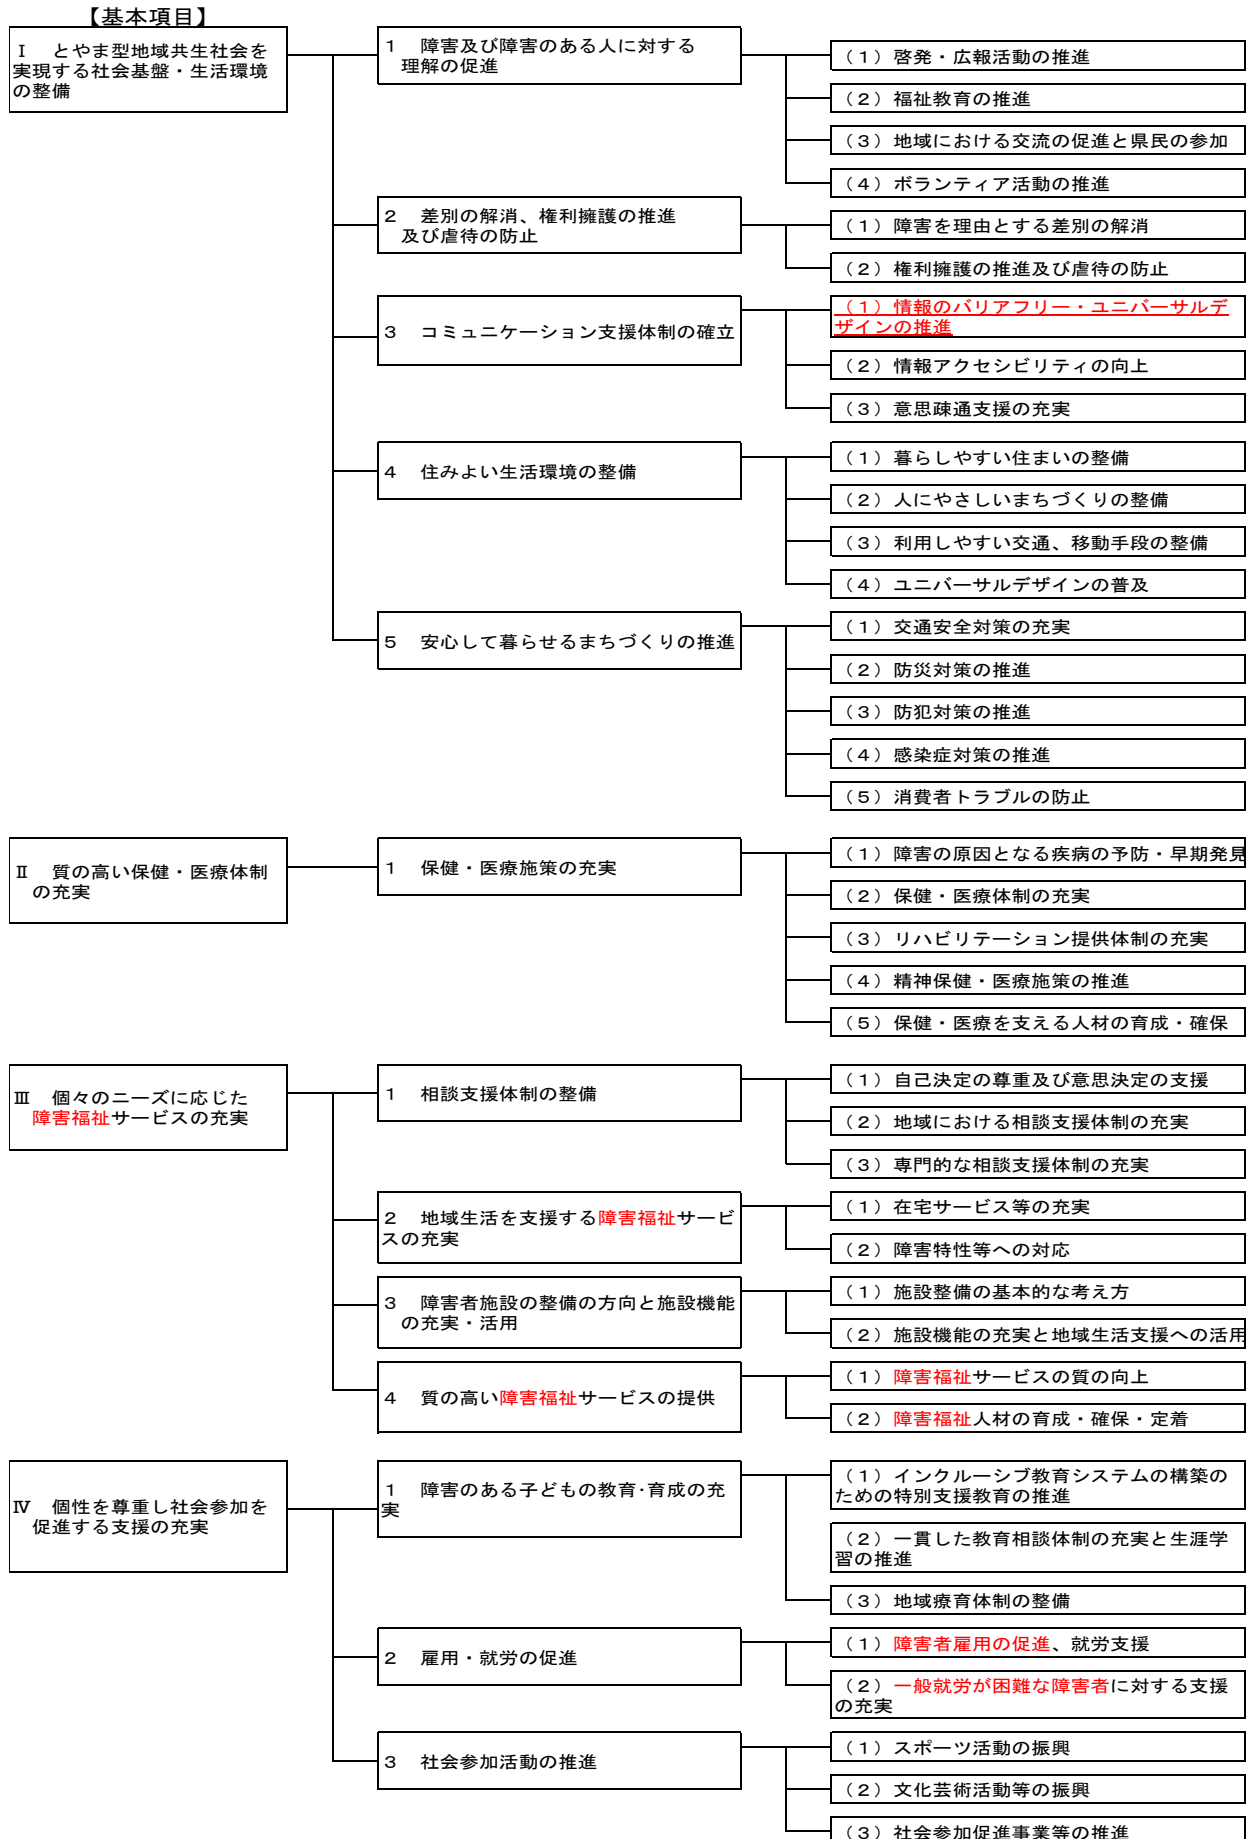 【基本項目】
Ⅰ　とやま型地域共生社会を
実現する社会基盤・生活環境
の整備
１　障害及び障害のある人に対する
理解の促進
（１）啓発・広報活動の推進
（２）福祉教育の推進
（３）地域における交流の促進と県民の参加
（４）ボランティア活動の推進
２　差別の解消、権利擁護の推進
及び虐待の防止
（１）障害を理由とする差別の解消
（２）権利擁護の推進及び虐待の防止
３　コミュニケーション支援体制の確立
（１）情報のバリアフリー・ユニバーサルデ
ザインの推進
（２）情報アクセシビリティの向上
（３）意思疎通支援の充実
４　住みよい生活環境の整備
（１）暮らしやすい住まいの整備
（２）人にやさしいまちづくりの整備
（３）利用しやすい交通、移動手段の整備
（４）ユニバーサルデザインの普及
５　安心して暮らせるまちづくりの推進
（１）交通安全対策の充実
（２）防災対策の推進
（３）防犯対策の推進
（４）感染症対策の推進
（５）消費者トラブルの防止
Ⅱ　質の高い保健・医療体制
の充実
１　保健・医療施策の充実
（１）障害の原因となる疾病の予防・早期発見
（２）保健・医療体制の充実
（３）リハビリテーション提供体制の充実
（４）精神保健・医療施策の推進
（５）保健・医療を支える人材の育成・確保
Ⅲ　個々のニーズに応じた
障害福祉サービスの充実
１　相談支援体制の整備
（１）自己決定の尊重及び意思決定の支援
（２）地域における相談支援体制の充実
（３）専門的な相談支援体制の充実
２　地域生活を支援する障害福祉サービ
スの充実
（１）在宅サービス等の充実
（２）障害特性等への対応
３　障害者施設の整備の方向と施設機能
の充実・活用
（１）施設整備の基本的な考え方
（２）施設機能の充実と地域生活支援への活用
４　質の高い障害福祉サービスの提供
（１）障害福祉サービスの質の向上
（２）障害福祉人材の育成・確保・定着
Ⅳ　個性を尊重し社会参加を
促進する支援の充実
１　障害のある子どもの教育･育成の充
実
（１）インクルーシブ教育システムの構築の
ための特別支援教育の推進
（２）一貫した教育相談体制の充実と生涯学
習の推進
（３）地域療育体制の整備
２　雇用・就労の促進
（１）障害者雇用の促進、就労支援
（２）一般就労が困難な障害者に対する支援
の充実
３　社会参加活動の推進
（１）スポーツ活動の振興
（２）文化芸術活動等の振興
（３）社会参加促進事業等の推進